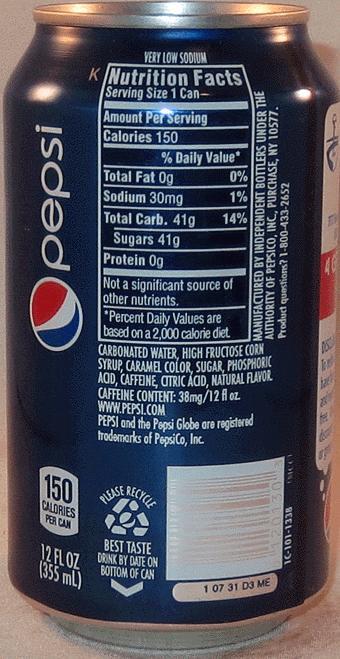 VERY LOW SODIUM
K
Nutrition Facts
Serving Size 1 Can
Amount Per Serving
Calories 150
% Daily Value*
Total Fat 0g 0%
Sodium 30mg 1%
Total Carb. 41g 14%
Sugars 41g
Protein 0g
Not a significant source of
other nutrients.
*Percent Daily Values are
based on a 2,000 calorie diet.
MANUFACTURED BY INDEPENDENT BOTTLERS UNDER THE
AUTHORITY OF PEPSICO, INC., PURCHASE, NY 10577.
Product questions? 1-800-433-2652
pepsi
CARBONATED WATER, HIGH FRUCTOSE CORN
SYRUP, CARAMEL COLOR, SUGAR, PHOSPHORIC
ACID, CAFFEINE, CITRIC ACID, NATURAL FLAVOR.
CAFFEINE CONTENT: 38mg/12 fl oz.
WWW.PEPSI.COM
PEPSI and the Pepsi Globe are registered
trademarks of PepsiCo, Inc.
150
CALORIES
PER CAN
12 FL OZ
(355 mL)
PLEASE RECYCLE
BEST TASTE
DRINK BY DATE ON
BOTTOM OF CAN
1C-101-1338
1 07 31 D3 ME